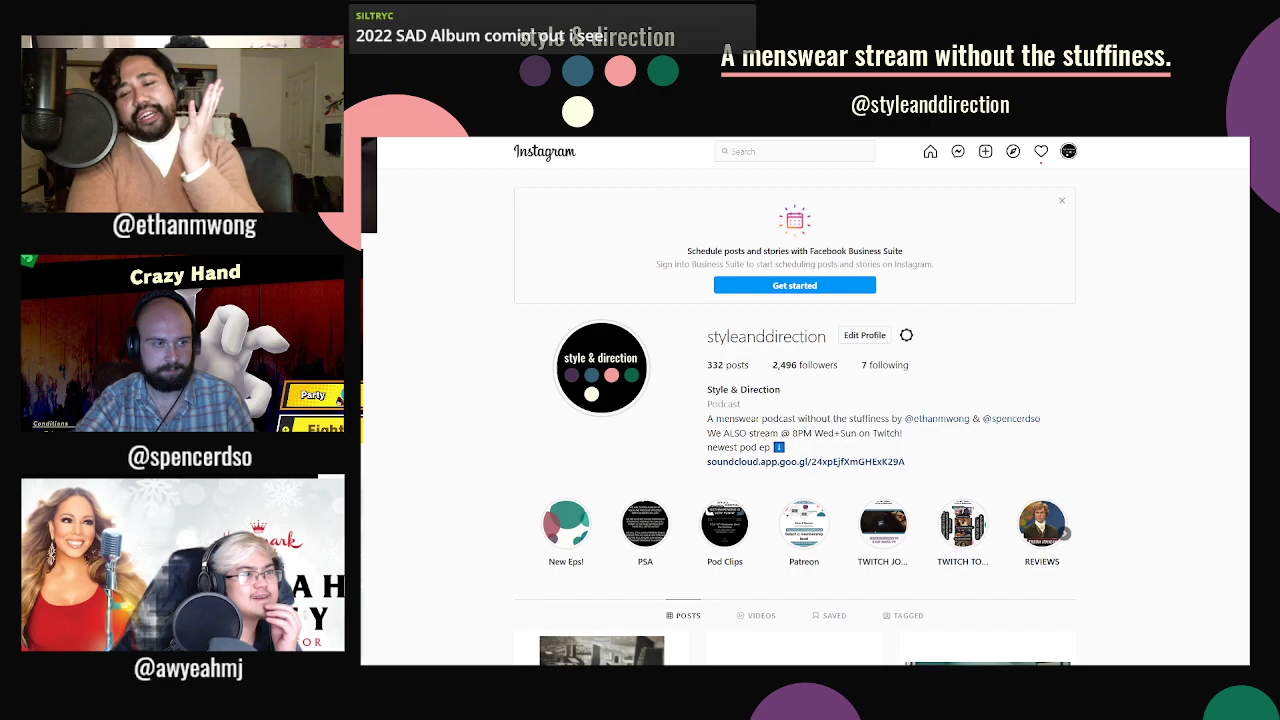 SILTRYC
2022 SAD Album comin' out i see
style & direction
A menswear stream without the stuffiness.
@styleanddirection
@ethanmwong
Crazy Hand
Party
Conditions
Fight
@spencerdso
@awyeahmj
Instagram
Search
Schedule posts and stories with Facebook Business Suite
Sign into Business Suite to start scheduling posts and stories on Instagram.
Get started
style & direction
styleanddirection
Edit Profile
332 posts 2,496 followers 7 following
Style & Direction
Podcast
A menswear podcast without the stuffiness by @ethanmwong & @spencerdso
We ALSO stream @ 8PM Wed+Sun on Twitch!
newest pod ep
soundcloud.app.goo.gl/24xpEjfXmGHExK29A
New Eps! PSA Pod Clips Patreon TWITCH JO... TWITCH TO... REVIEWS
POSTS VIDEOS SAVED TAGGED